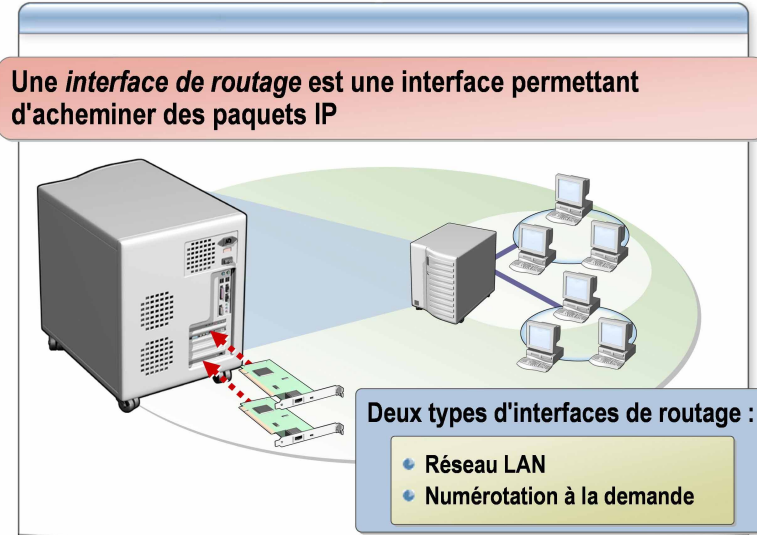 Une interface de routage est une interface permettant
d'acheminer des paquets IP
Deux types d'interfaces de routage :
Réseau LAN
Numérotation à la demande